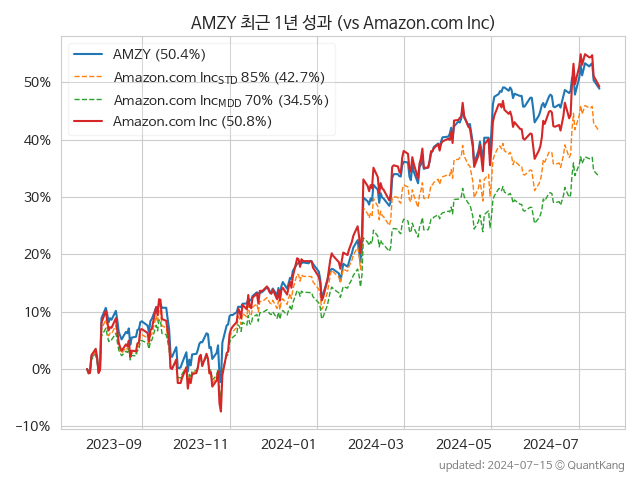 AMZY 최근 1년 성과 (vs Amazon.com Inc)
AMZY (50.4%)
Amazon.com Inc_STD 85% (42.7%)
Amazon.com Inc_MDD 70% (34.5%)
Amazon.com Inc (50.8%)
50%
40%
30%
20%
10%
0%
−10%
2023-09
2023-11
2024-01
2024-03
2024-05
2024-07
updated: 2024-07-15 © QuantKang